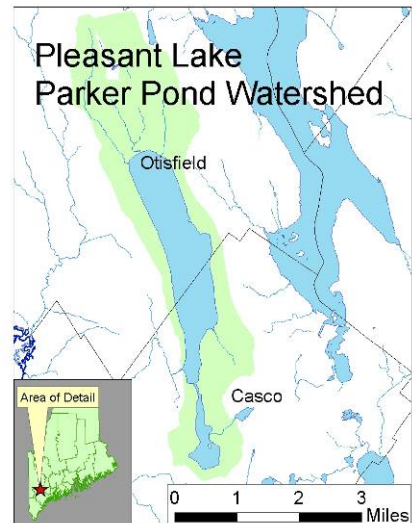 Pleasant Lake
Parker Pond Watershed
Otisfield
Casco
Area of Detail
0 1 2 3
Miles